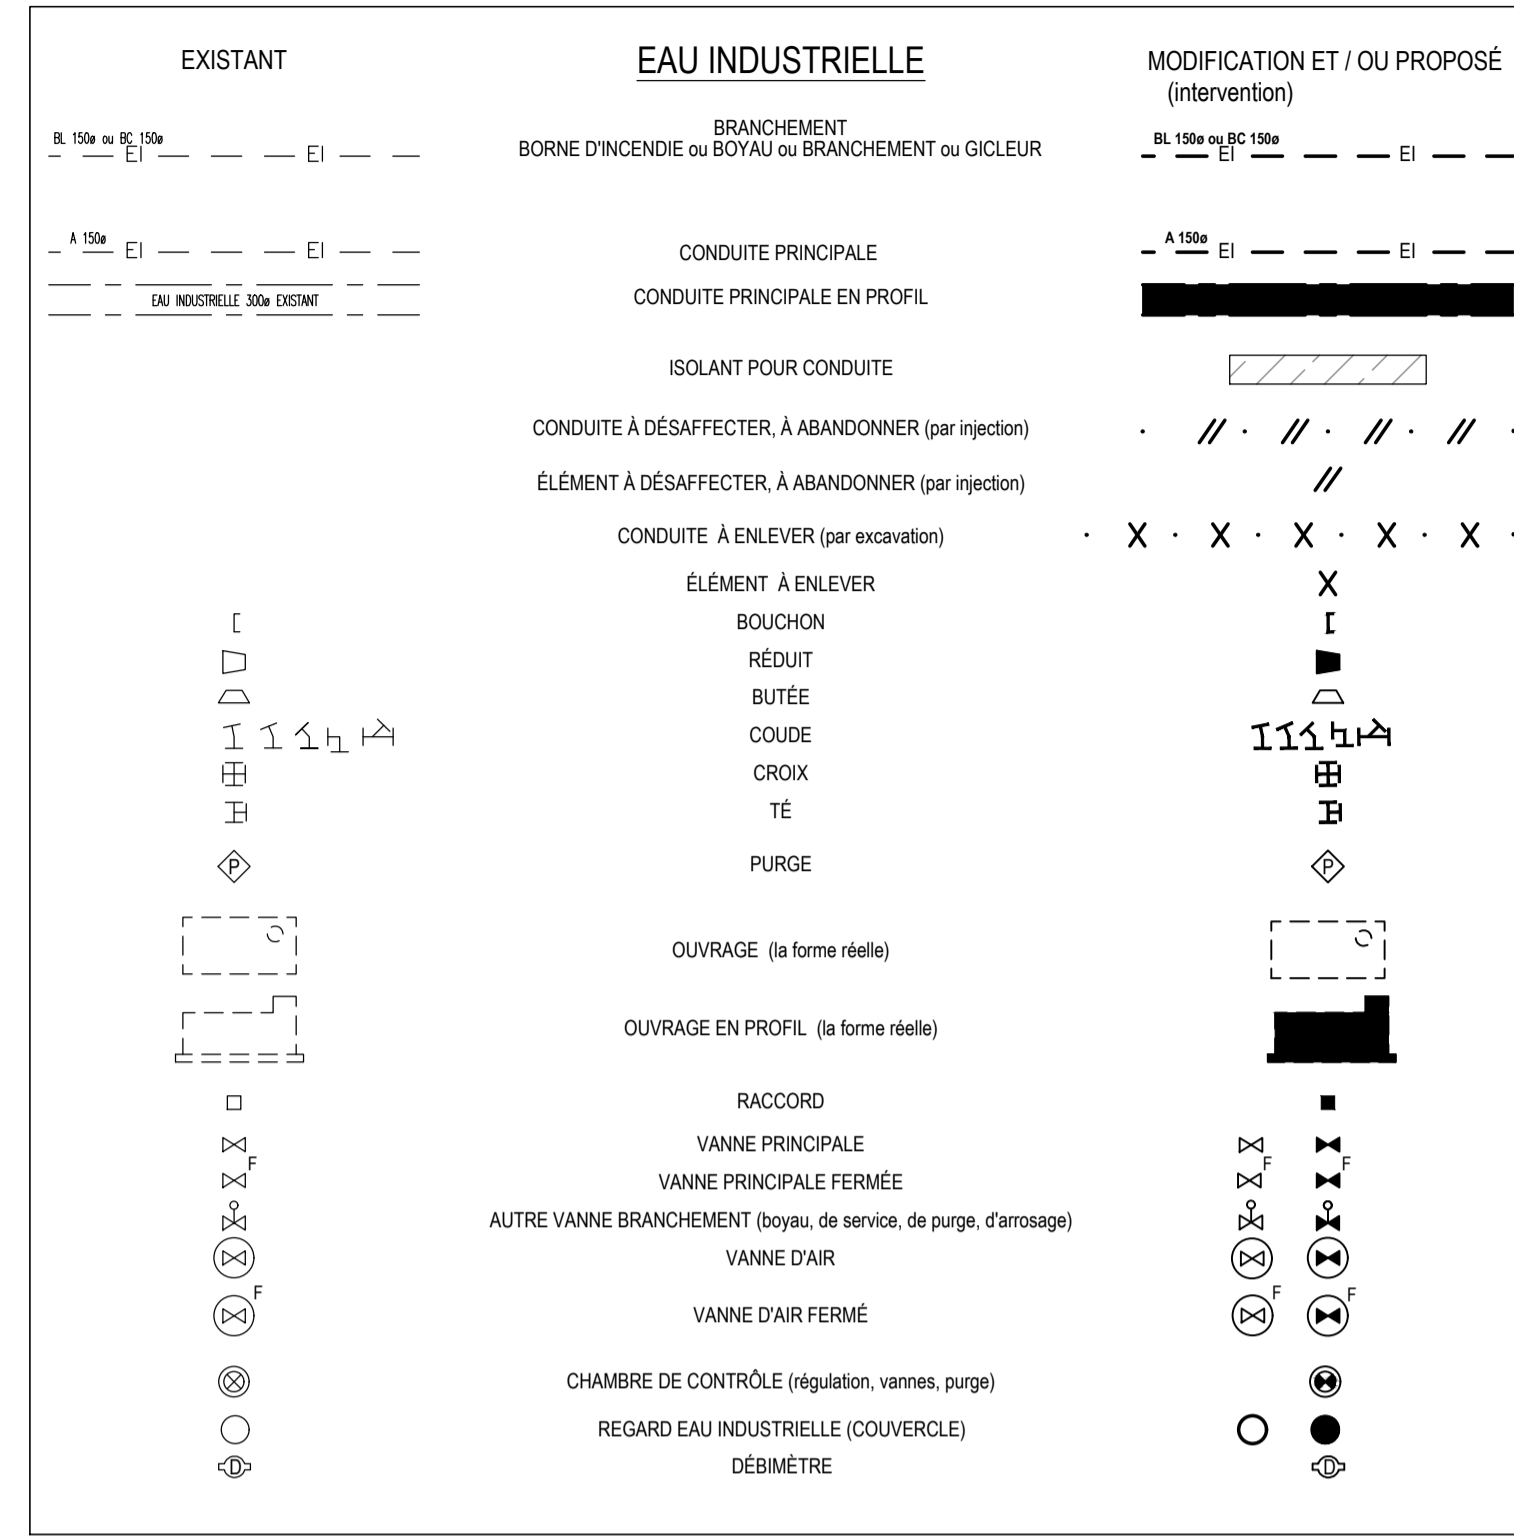 EXISTANT
EAU INDUSTRIELLE
MODIFICATION ET / OU PROPOSÉ
(intervention)
BL 150ø ou BC 150ø
EI EI
BRANCHEMENT
BORNE D'INCENDIE ou BOYAU ou BRANCHEMENT ou GICLEUR
BL 150ø ou BC 150ø
EI EI
A 150ø
EI EI
CONDUITE PRINCIPALE
A 150ø
EI EI
EAU INDUSTRIELLE 300ø EXISTANT
CONDUITE PRINCIPALE EN PROFIL
ISOLANT POUR CONDUITE
CONDUITE À DÉSAFFECTER, À ABANDONNER (par injection)
ÉLÉMENT À DÉSAFFECTER, À ABANDONNER (par injection)
CONDUITE À ENLEVER (par excavation)
ÉLÉMENT À ENLEVER
BOUCHON
RÉDUIT
BUTÉE
COUDE
CROIX
TÉ
P PURGE P
OUVRAGE (la forme réelle)
OUVRAGE EN PROFIL (la forme réelle)
RACCORD
VANNE PRINCIPALE
F VANNE PRINCIPALE FERMÉE F F
AUTRE VANNE BRANCHEMENT (boyau, de service, de purge, d'arrosage)
VANNE D'AIR
F VANNE D'AIR FERMÉ F F
CHAMBRE DE CONTRÔLE (régulation, vannes, purge)
REGARD EAU INDUSTRIELLE (COUVERCLE)
D DÉBIMÈTRE D